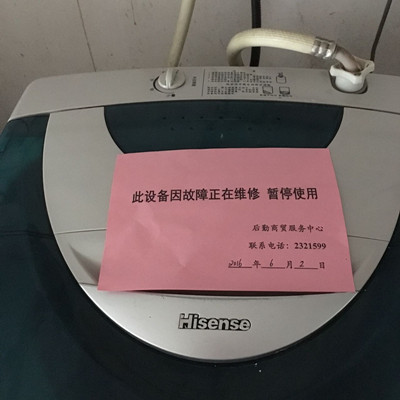 此设备因故障正在维修 暂停使用
后勤商贸服务中心
联系电话：2321599
2016 年 6 月 2 日
Hisense